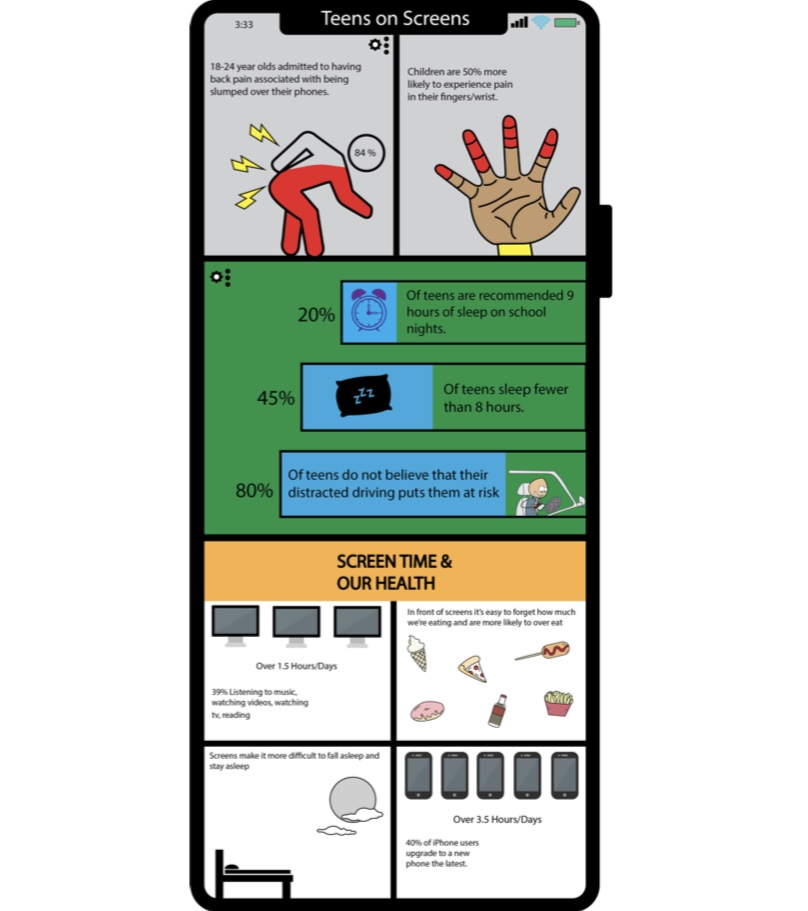 Teens on Screens
3:33
18-24 year olds admitted to having
back pain associated with being
slumped over their phones.
84 %
Children are 50% more
likely to experience pain
in their fingers/wrist.
20%
Of teens are recommended 9
hours of sleep on school
nights.
45%
zzz
Of teens sleep fewer
than 8 hours.
80%
Of teens do not believe that their
distracted driving puts them at risk
SCREEN TIME &
OUR HEALTH
Over 1.5 Hours/Days
39% Listening to music,
watching videos, watching
tv, reading
In front of screens it's easy to forget how much
we're eating and are more likely to over eat
Screens make it more difficult to fall asleep and
stay asleep
Over 3.5 Hours/Days
40% of iPhone users
upgrade to a new
phone the latest.